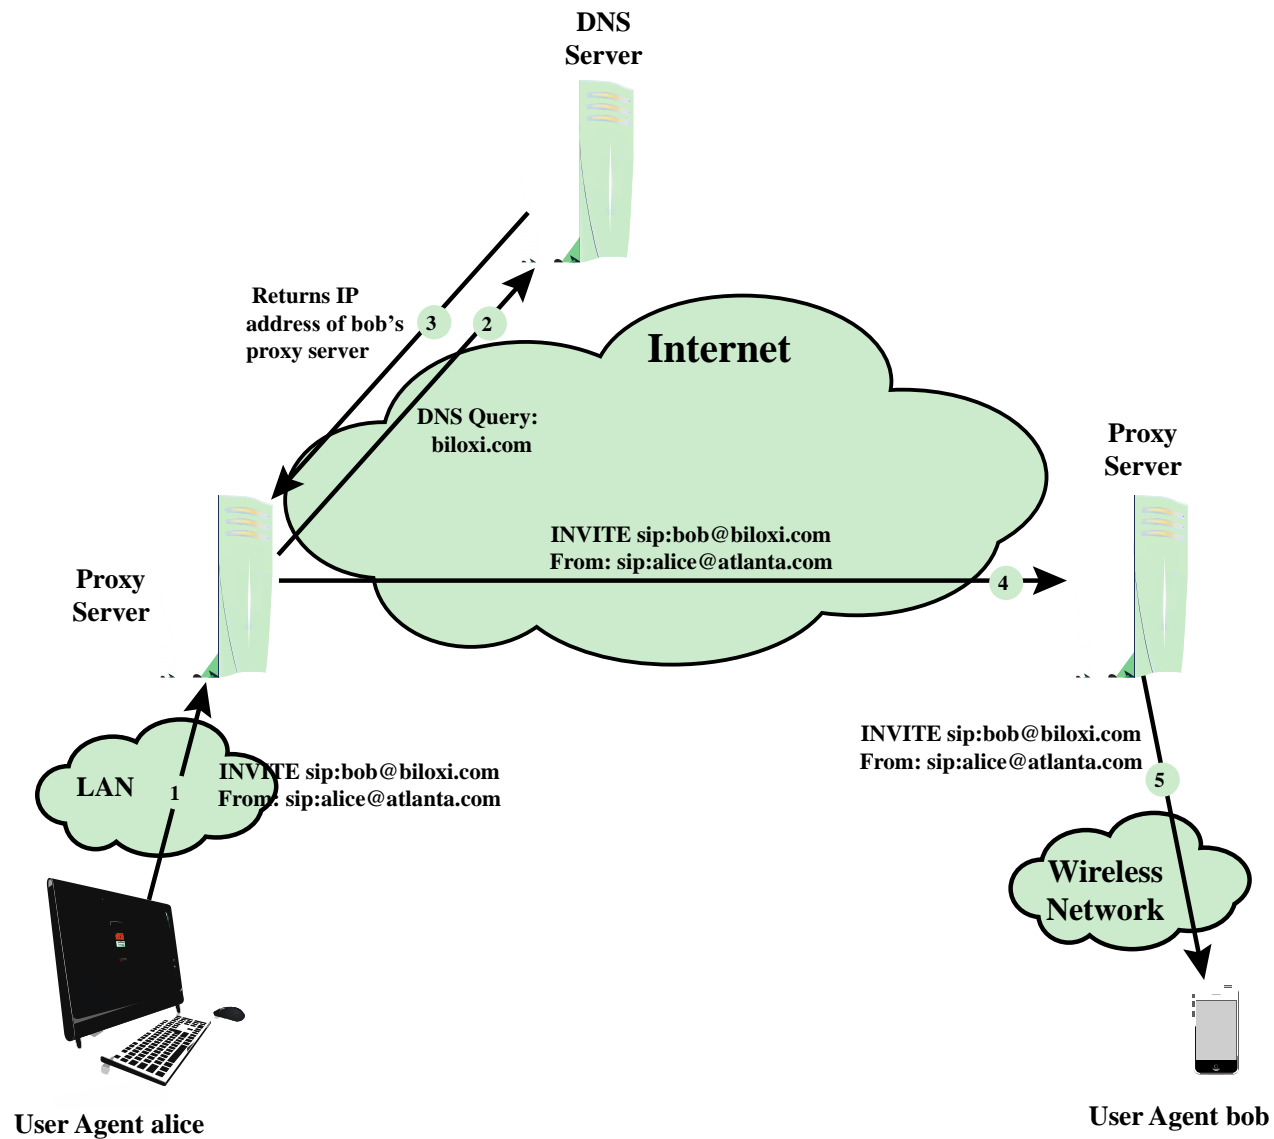 DNS
Server
Returns IP
address of bob's
proxy server
3
2
Internet
DNS Query:
biloxi.com
Proxy
Server
INVITE sip:bob@biloxi.com
From: sip:alice@atlanta.com
4
Proxy
Server
LAN
1
INVITE sip:bob@biloxi.com
From: sip:alice@atlanta.com
INVITE sip:bob@biloxi.com
From: sip:alice@atlanta.com
5
Wireless
Network
User Agent alice
User Agent bob